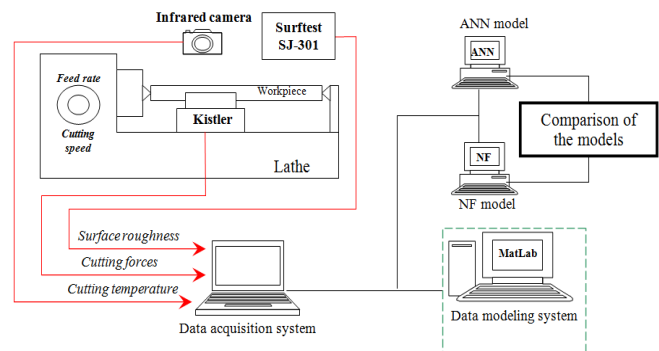 Infrared camera
Surftest
SJ-301
ANN model
ANN
Feed rate
Workpiece
Kistler
Cutting
speed
Lathe
Comparison of
the models
NF
NF model
Surface roughness
Cutting forces
Cutting temperature
MatLab
Data acquisition system
Data modeling system